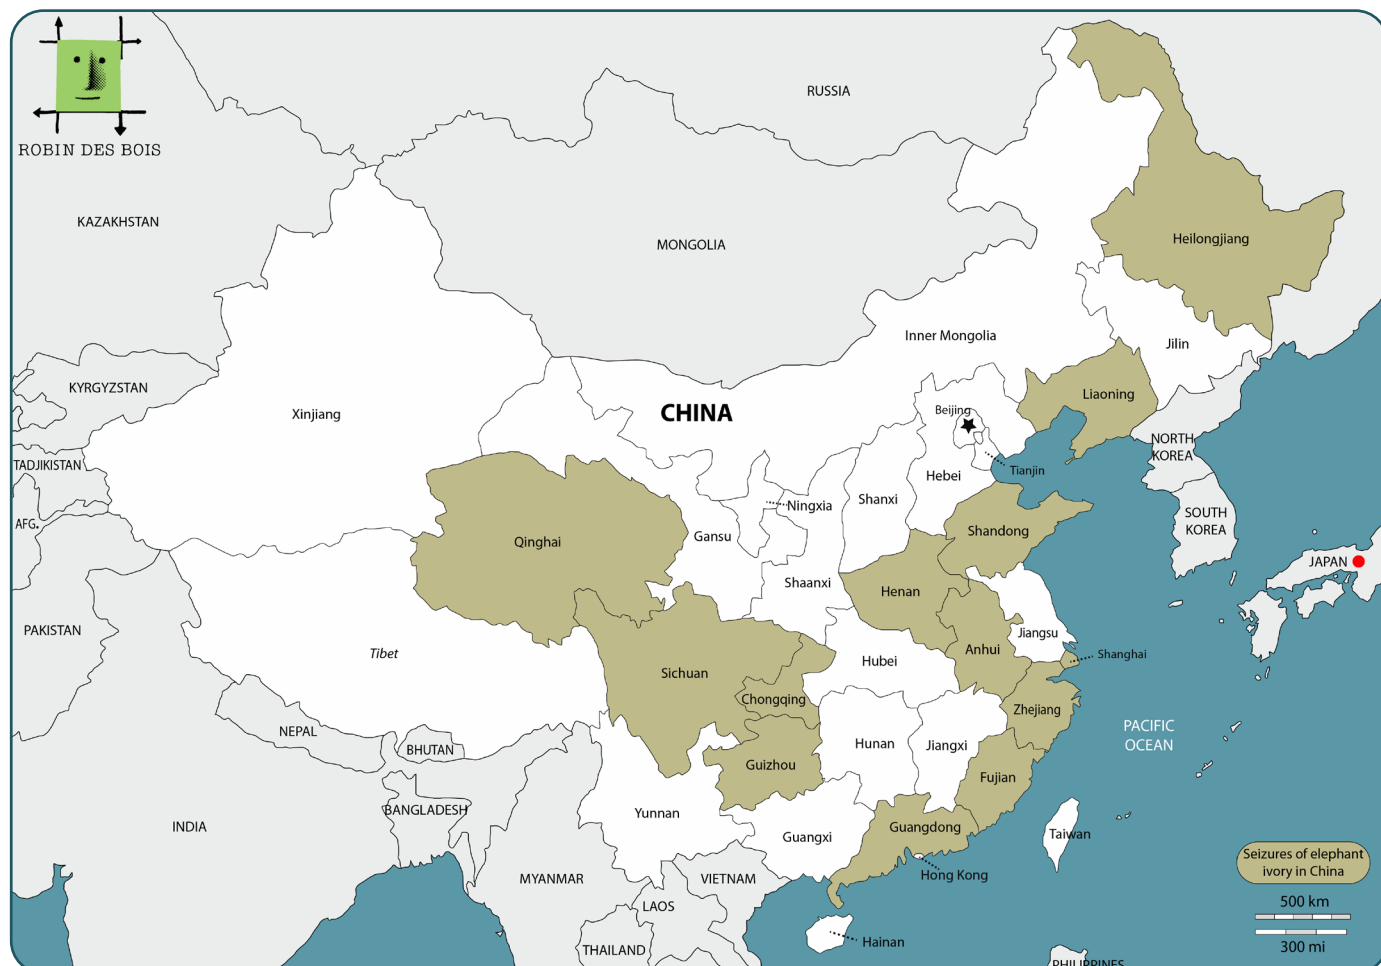 RUSSIA
ROBIN DES BOIS
KAZAKHSTAN
MONGOLIA
Heilongjiang
Inner Mongolia
Jilin
KYRGYZSTAN
Xinjiang
CHINA
Beijing
Liaoning
NORTH
KOREA
TADJIKISTAN
Tianjin
Hebei
Shanxi
Ningxia
AFG.
SOUTH
KOREA
Qinghai
Gansu
Shandong
JAPAN
Shaanxi
Henan
PAKISTAN
Jiangsu
Tibet
Anhui
Shanghai
Hubei
Sichuan
Chongqing
Zhejiang
NEPAL
BHUTAN
PACIFIC
OCEAN
Hunan
Jiangxi
Guizhou
Fujian
BANGLADESH
Yunnan
INDIA
Guangxi
Guangdong
Taiwan
Seizures of elephant
ivory in China
MYANMAR
VIETNAM
Hong Kong
LAOS
500 km
Hainan
THAILAND
300 mi
PHILIPPINES